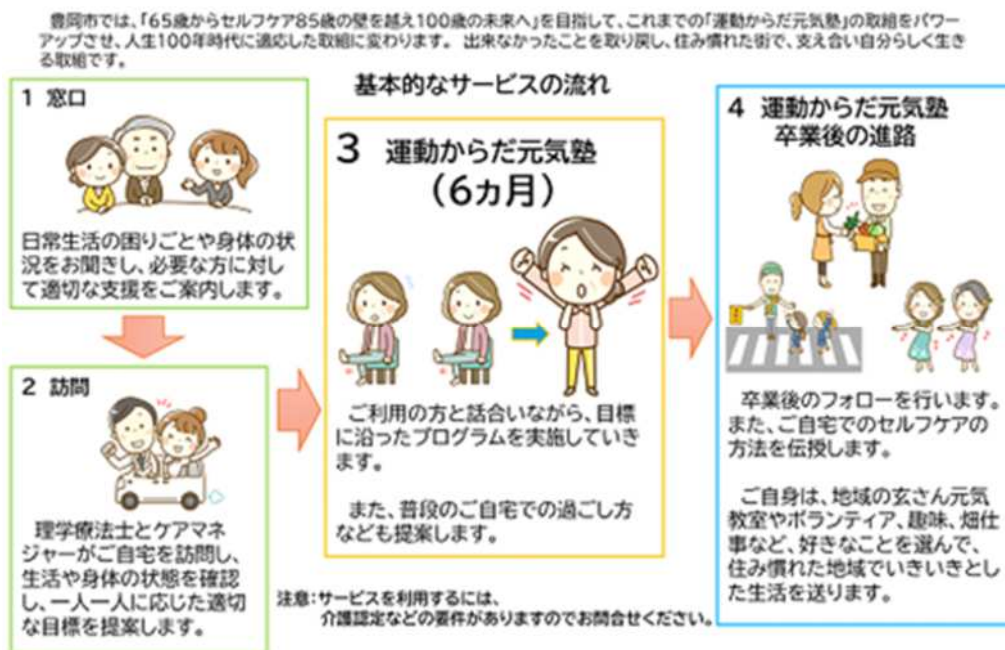 豊岡市では、「65歳からセルフケア85歳の壁を越え100歳の未来へ」を目指して、これまでの「運動からだ元気塾」の取組をパワー
アップさせ、人生100年時代に適応した取組に変わります。 出来なかったことを取り戻し、住み慣れた街で、支え合い自分らしく生き
る取組です。
基本的なサービスの流れ
1 窓口
日常生活の困りごとや身体の状
況をお聞きし、必要な方に対し
て適切な支援をご案内します。
2 訪問
理学療法士とケアマネ
ジャーがご自宅を訪問し、
生活や身体の状態を確認
し、一人一人に応じた適切
な目標を提案します。
3 運動からだ元気塾
(6カ月)
ご利用の方と話合いながら、目標
に沿ったプログラムを実施していき
ます。
また、普段のご自宅での過ごし方
なども提案します。
4 運動からだ元気塾
卒業後の進路
卒業後のフォローを行います。
また、ご自宅でのセルフケアの
方法を伝授します。
ご自身は、地域の玄さん元気
教室やボランティア、趣味、畑仕
事など、好きなことを選んで、
住み慣れた地域でいきいきとし
た生活を送ります。
注意:サービスを利用するには、
介護認定などの要件がありますのでお問合せください。